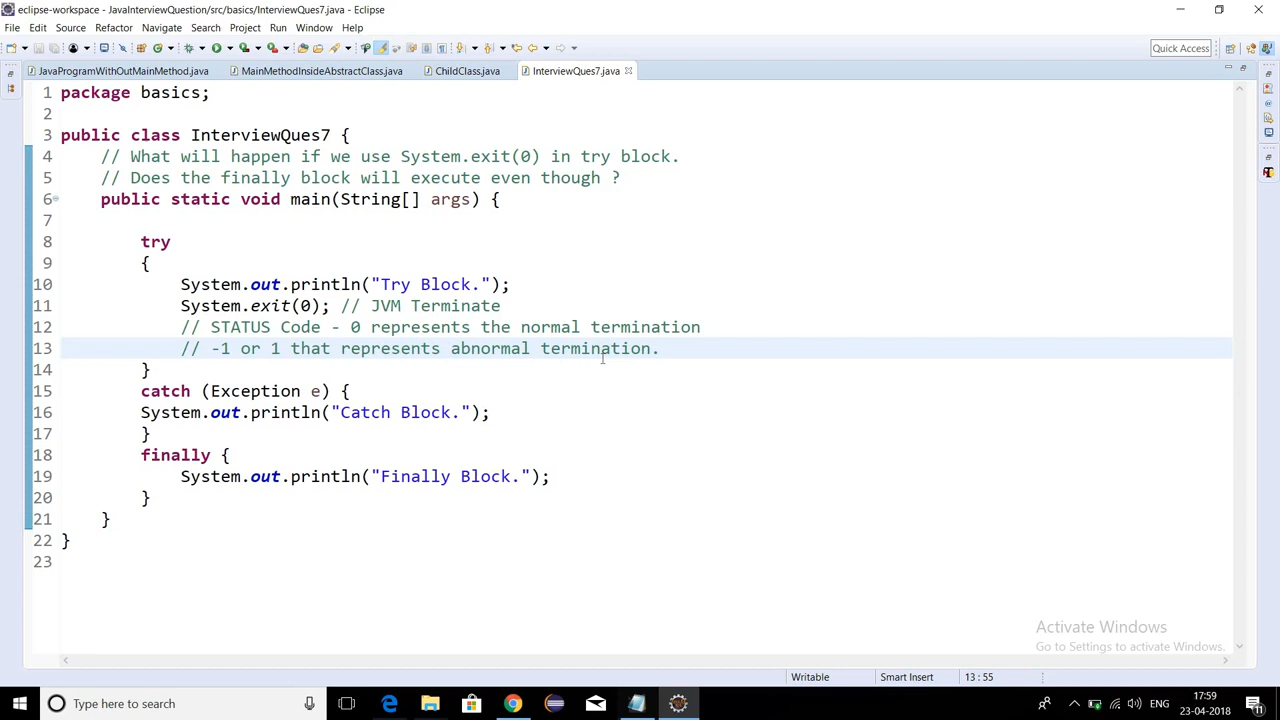 eclipse-workspace - JavaInterviewQuestion/src/basics/InterviewQues7.java - Eclipse
File Edit Source Refactor Navigate Search Project Run Window Help
Quick Access
JavaProgramWithOutMainMethod.java MainMethodInsideAbstractClass.java ChildClass.java InterviewQues7.java
1 package basics;
2
3 public class InterviewQues7 {
4 // What will happen if we use System.exit(0) in try block.
5 // Does the finally block will execute even though ?
6 public static void main(String[] args) {
7
8 try
9 {
10 System.out.println("Try Block.");
11 System.exit(0); // JVM Terminate
12 // STATUS Code - 0 represents the normal termination
13 // -1 or 1 that represents abnormal termination.
14 }
15 catch (Exception e) {
16 System.out.println("Catch Block.");
17 }
18 finally {
19 System.out.println("Finally Block.");
20 }
21 }
22 }
23
Activate Windows
Go to Settings to activate Windows.
Writable Smart Insert 13 : 55
Type here to search
ENG
17:59
23-04-2018
11